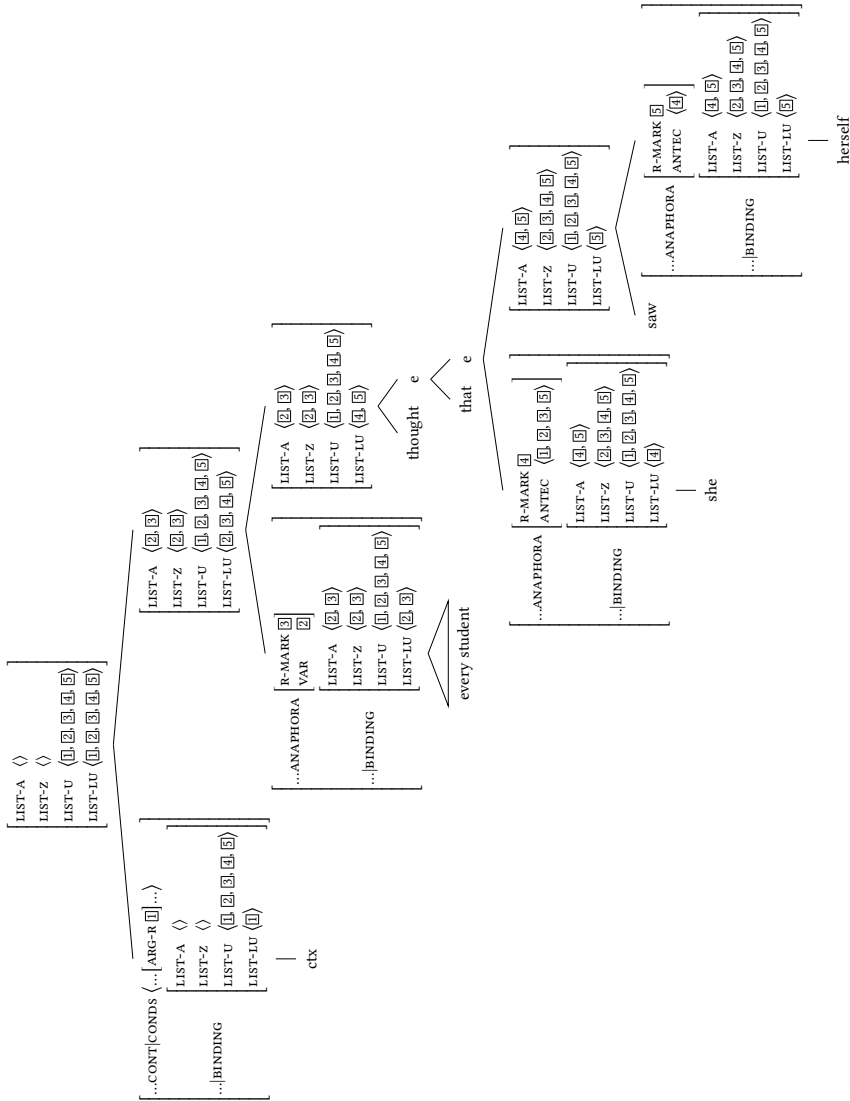 LIST-A ⟨⟩
LIST-Z ⟨⟩
LIST-U ⟨1, 2, 3, 4, 5⟩
LIST-LU ⟨1, 2, 3, 4, 5⟩
…CONT|CONDS ⟨…[ARG-R 1]…⟩
…|BINDING
LIST-A ⟨⟩
LIST-Z ⟨⟩
LIST-U ⟨1, 2, 3, 4, 5⟩
LIST-LU ⟨1⟩
ctx
LIST-A ⟨2, 3⟩
LIST-Z ⟨2, 3⟩
LIST-U ⟨1, 2, 3, 4, 5⟩
LIST-LU ⟨2, 3, 4, 5⟩
…ANAPHORA
R-MARK 3
VAR 2
…|BINDING
LIST-A ⟨2, 3⟩
LIST-Z ⟨2, 3⟩
LIST-U ⟨1, 2, 3, 4, 5⟩
LIST-LU ⟨2, 3⟩
every student
LIST-A ⟨2, 3⟩
LIST-Z ⟨2, 3⟩
LIST-U ⟨1, 2, 3, 4, 5⟩
LIST-LU ⟨4, 5⟩
thought e
that e
…ANAPHORA
R-MARK 4
ANTEC ⟨1, 2, 3, 5⟩
…|BINDING
LIST-A ⟨4, 5⟩
LIST-Z ⟨2, 3, 4, 5⟩
LIST-U ⟨1, 2, 3, 4, 5⟩
LIST-LU ⟨4⟩
she
LIST-A ⟨4, 5⟩
LIST-Z ⟨2, 3, 4, 5⟩
LIST-U ⟨1, 2, 3, 4, 5⟩
LIST-LU ⟨5⟩
saw
…ANAPHORA
R-MARK 5
ANTEC ⟨4⟩
…|BINDING
LIST-A ⟨4, 5⟩
LIST-Z ⟨2, 3, 4, 5⟩
LIST-U ⟨1, 2, 3, 4, 5⟩
LIST-LU ⟨5⟩
herself